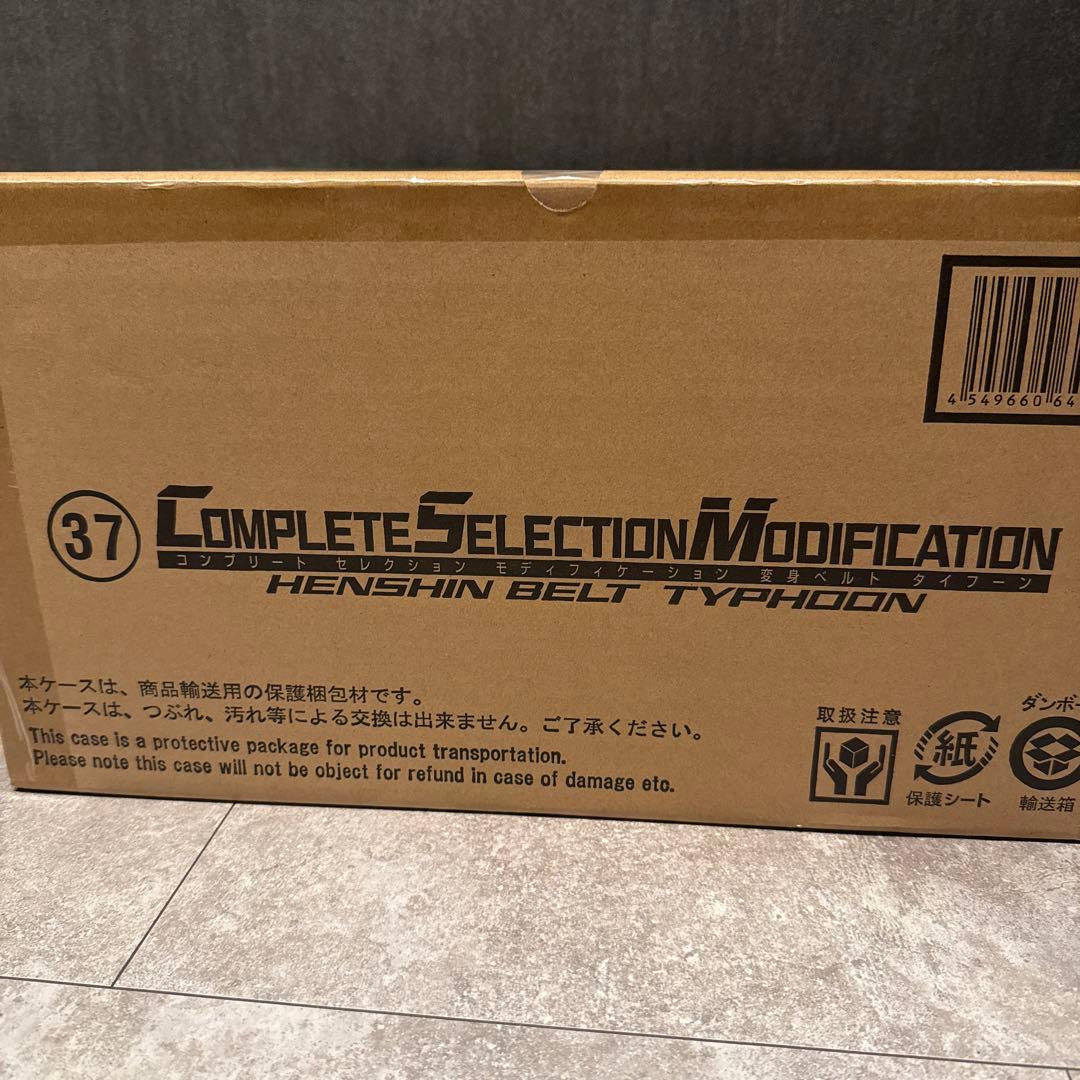 4 549660 64
37 COMPLETE SELECTION MODIFICATION
コンプリート セレクション モディフィケーション 変身ベルト タイフーン
HENSHIN BELT TYPHOON
本ケースは、商品輸送用の保護梱包材です。
本ケースは、つぶれ、汚れ等による交換は出来ません。ご了承ください。
This case is a protective package for product transportation.
Please note this case will not be object for refund in case of damage etc.
取扱注意
紙
保護シート
ダンボー
輸送箱